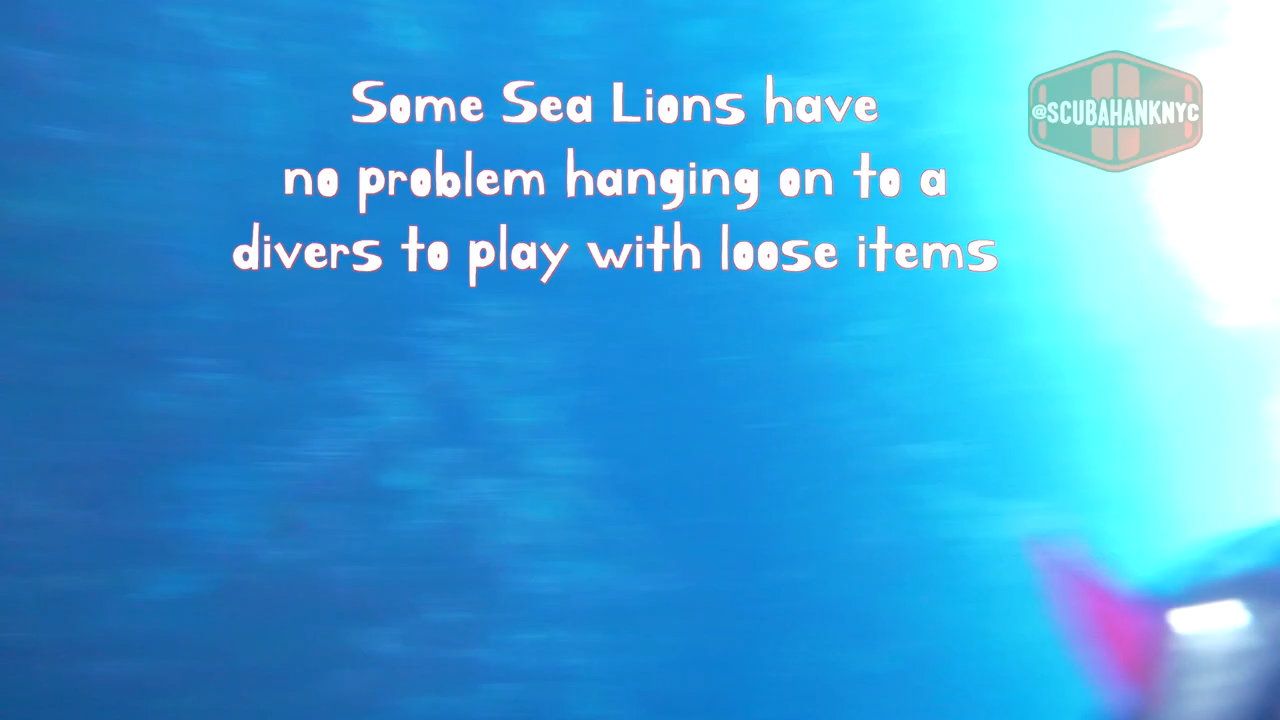 Some Sea Lions have
no problem hanging on to a
divers to play with loose items
@SCUBAHANKNYC